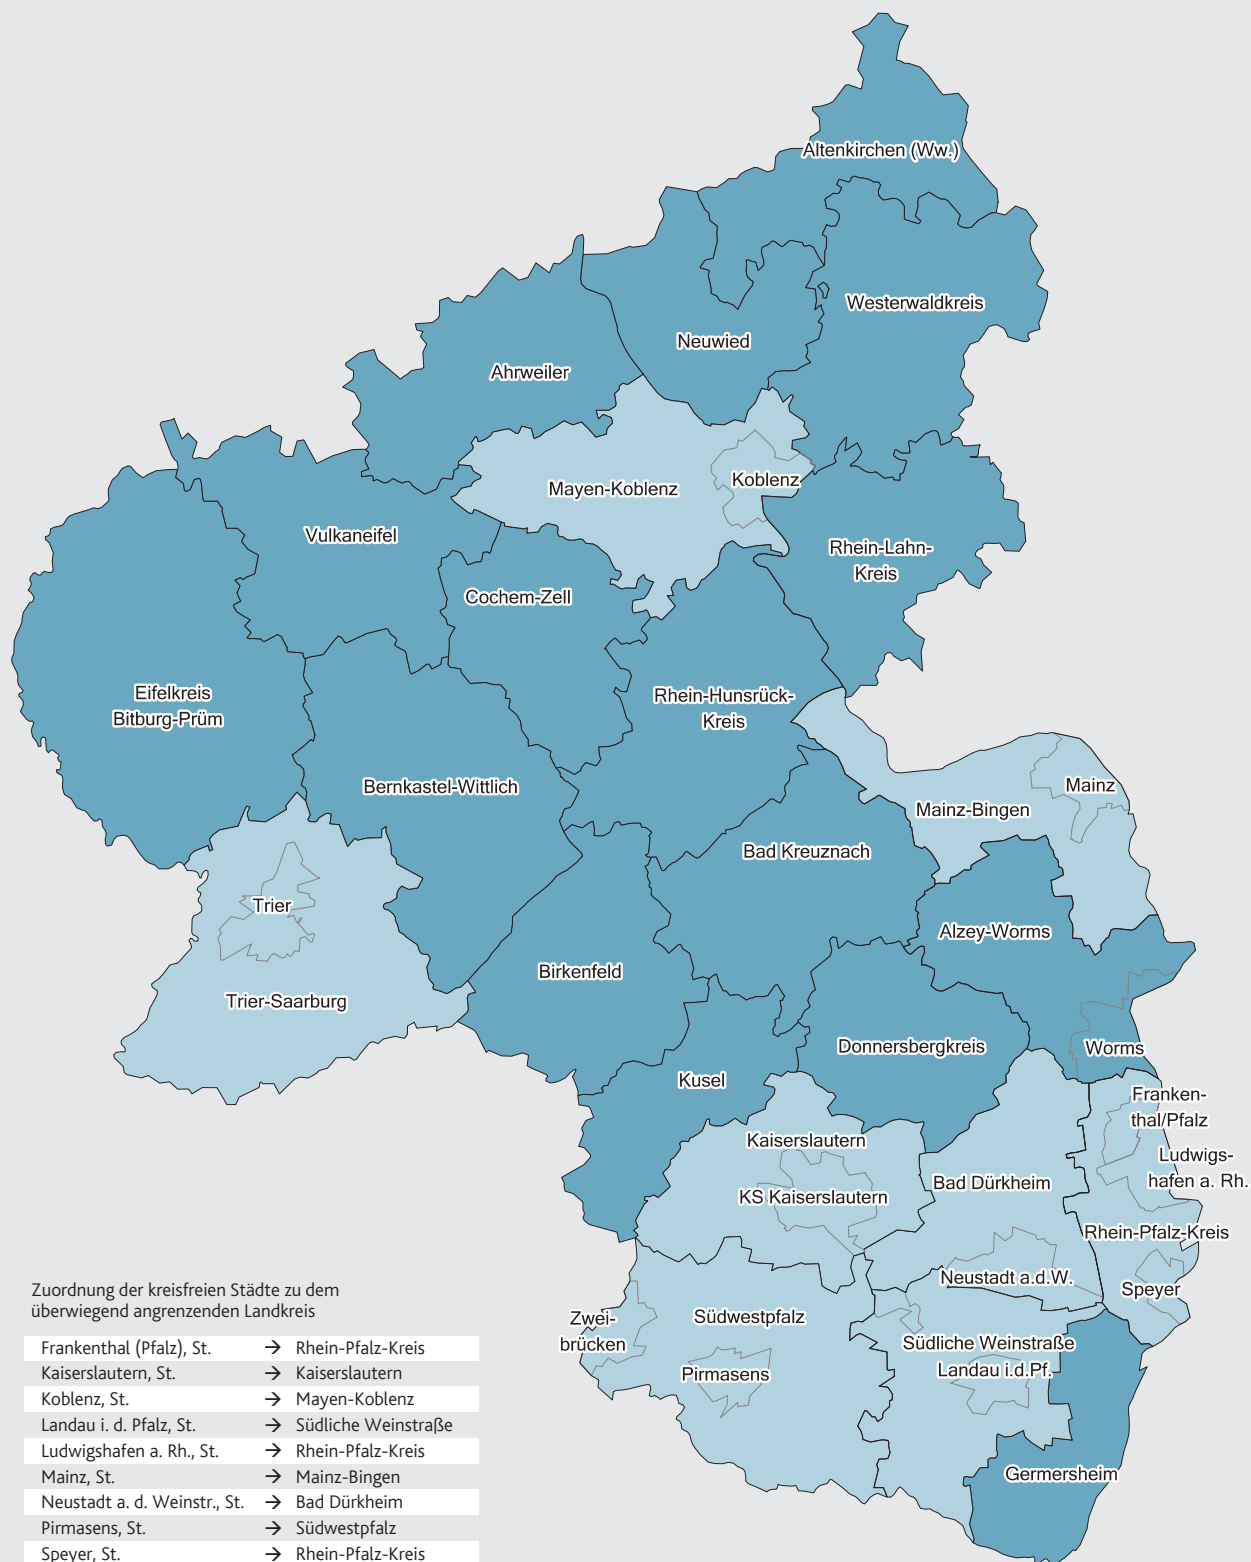 Altenkirchen (Ww.)
Westerwaldkreis
Neuwied
Ahrweiler
Koblenz
Mayen-Koblenz
Vulkaneifel
Rhein-Lahn-
Kreis
Cochem-Zell
Eifelkreis
Bitburg-Prüm
Rhein-Hunsrück-
Kreis
Bernkastel-Wittlich
Mainz
Mainz-Bingen
Bad Kreuznach
Trier
Alzey-Worms
Birkenfeld
Trier-Saarburg
Donnersbergkreis
Worms
Kusel
Franken-
thal/Pfalz
Kaiserslautern
Ludwigs-
hafen a. Rh.
Bad Dürkheim
KS Kaiserslautern
Rhein-Pfalz-Kreis
Neustadt a.d.W.
Speyer
Zwei-
brücken
Südwestpfalz
Südliche Weinstraße
Landau i.d.Pf.
Pirmasens
Germersheim
Zuordnung der kreisfreien Städte zu dem
überwiegend angrenzenden Landkreis
Frankenthal (Pfalz), St. → Rhein-Pfalz-Kreis
Kaiserslautern, St. → Kaiserslautern
Koblenz, St. → Mayen-Koblenz
Landau i. d. Pfalz, St. → Südliche Weinstraße
Ludwigshafen a. Rh., St. → Rhein-Pfalz-Kreis
Mainz, St. → Mainz-Bingen
Neustadt a. d. Weinstr., St. → Bad Dürkheim
Pirmasens, St. → Südwestpfalz
Speyer, St. → Rhein-Pfalz-Kreis